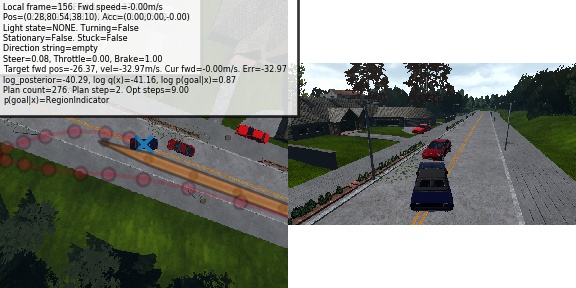 Local frame=156. Fwd speed=-0.00m/s
Pos=(0.28,80.54,38.10). Acc=(0.00,0.00,-0.00)
Light state=NONE. Turning=False
Stationary=False. Stuck=False
Direction string=empty
Steer=0.08, Throttle=0.00, Brake=1.00
Target fwd pos=-26.37, vel=-32.97m/s. Cur fwd=-0.00m/s. Err=-32.97
log_posterior=-40.29, log q(x)=-41.16, log p(goal|x)=0.87
Plan count=276. Plan step=2. Opt steps=9.00
p(goal|x)=RegionIndicator